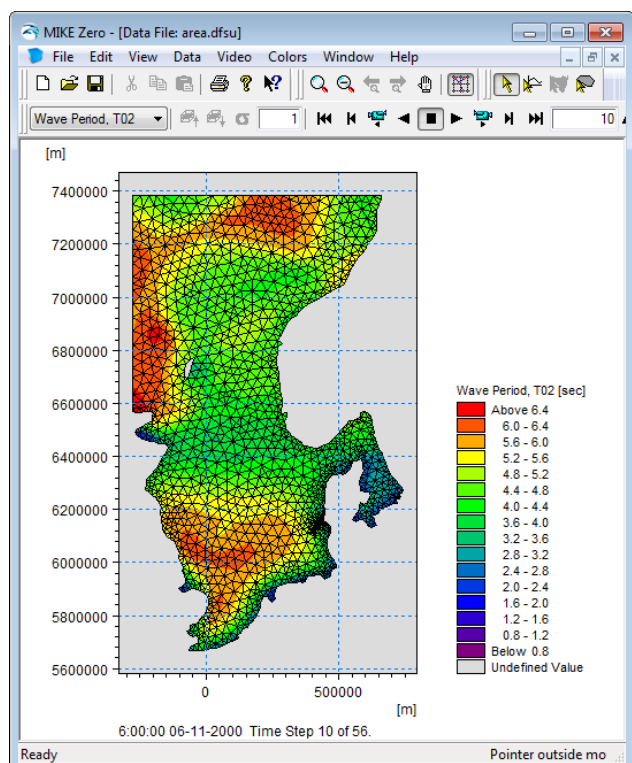 MIKE Zero - [Data File: area.dfsu]
File Edit View Data Video Colors Window Help
Wave Period, T02 1 10
[m]
7400000
7200000
7000000
6800000
6600000
6400000
6200000
6000000
5800000
5600000
0 500000
[m]
Wave Period, T02 [sec]
Above 6.4
6.0 - 6.4
5.6 - 6.0
5.2 - 5.6
4.8 - 5.2
4.4 - 4.8
4.0 - 4.4
3.6 - 4.0
3.2 - 3.6
2.8 - 3.2
2.4 - 2.8
2.0 - 2.4
1.6 - 2.0
1.2 - 1.6
0.8 - 1.2
Below 0.8
Undefined Value
6:00:00 06-11-2000 Time Step 10 of 56.
Ready Pointer outside mo